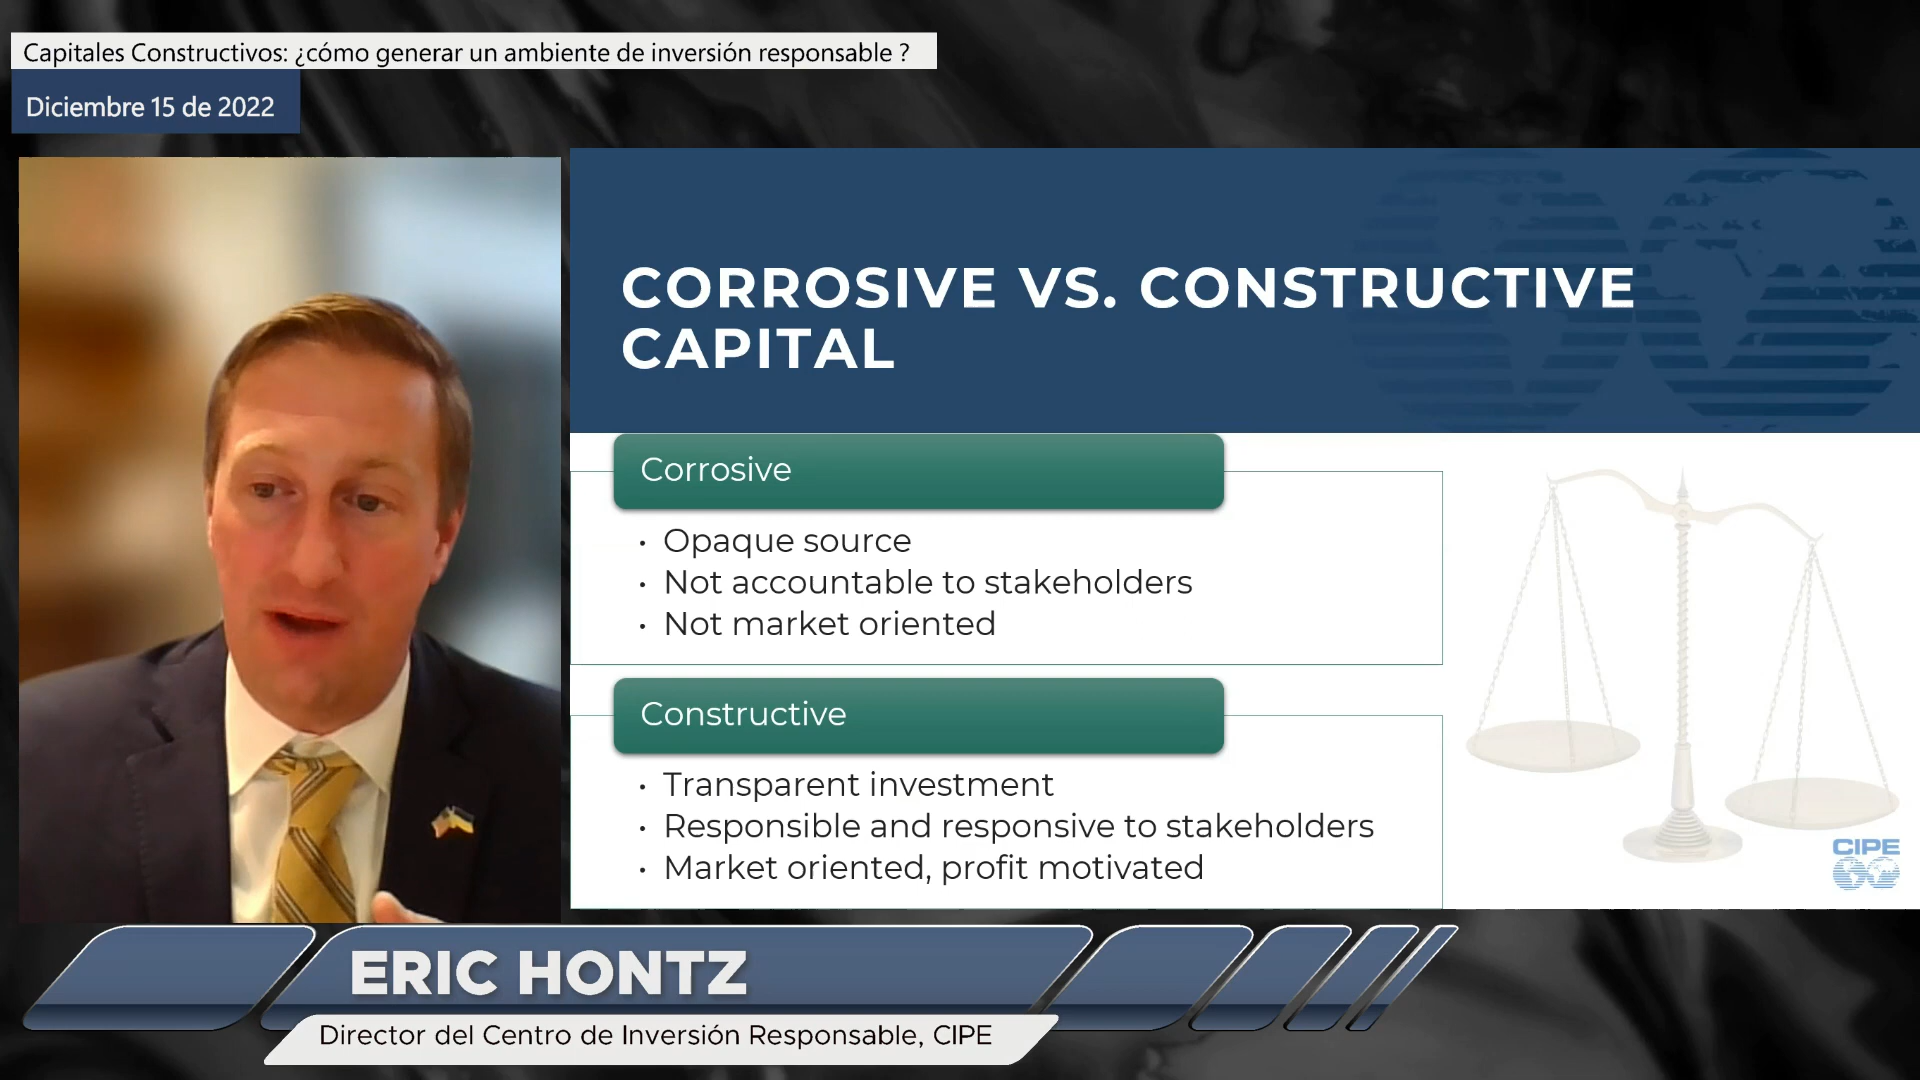 Capitales Constructivos: ¿cómo generar un ambiente de inversión responsable ?
Diciembre 15 de 2022
CORROSIVE VS. CONSTRUCTIVE
CAPITAL
Corrosive
• Opaque source
• Not accountable to stakeholders
• Not market oriented
Constructive
• Transparent investment
• Responsible and responsive to stakeholders
• Market oriented, profit motivated
CIPE
ERIC HONTZ
Director del Centro de Inversión Responsable, CIPE